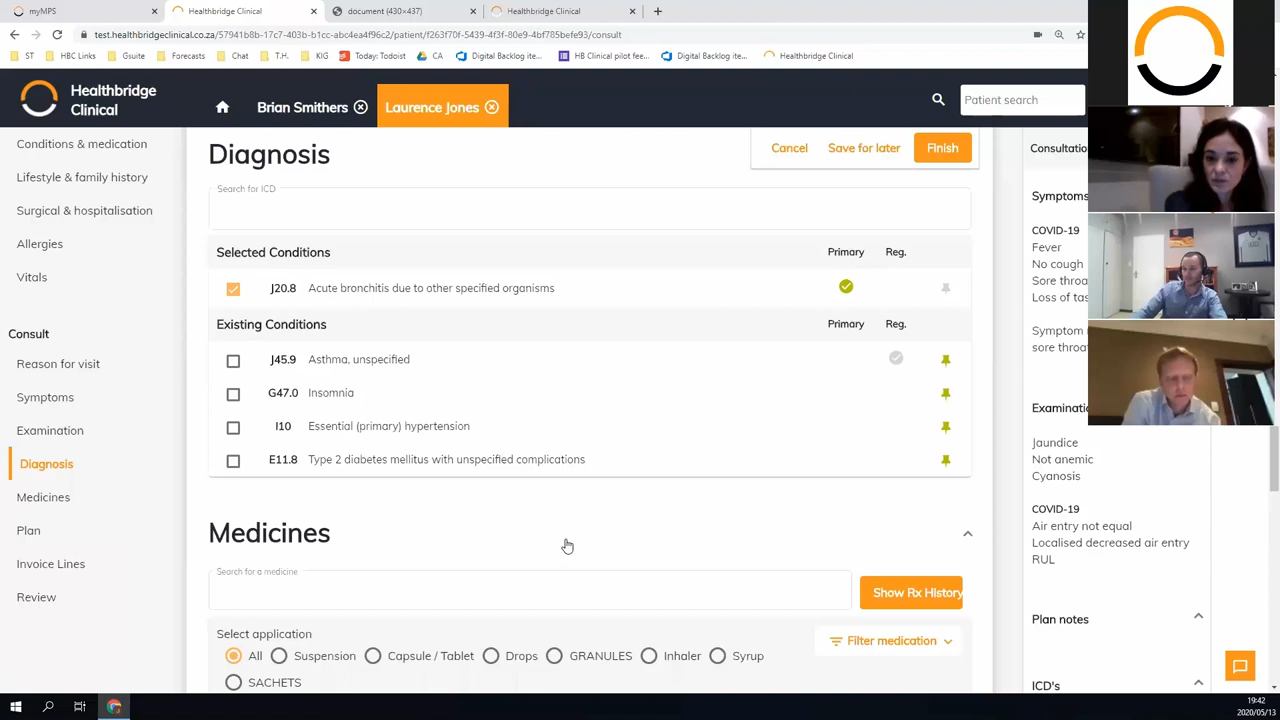 myMPS
Healthbridge Clinical
document (430×437)
Healthbridge Clinical
test.healthbridgeclinical.co.za/57941b8b-17c7-403b-b1cc-abc4ea4f96c2/patient/f263f70f-5439-4f3f-80e9-4bf785befe93/consult
ST
HBC Links
Gsuite
Forecasts
Chat
T.H.
KIG
Today: Todoist
CA
Digital Backlog ite...
HB Clinical pilot fee...
Digital Backlog ite...
Healthbridge Clinical
Healthbridge
Clinical
Brian Smithers
Laurence Jones
Patient search
Conditions & medication
Lifestyle & family history
Surgical & hospitalisation
Allergies
Vitals
Consult
Reason for visit
Symptoms
Examination
Diagnosis
Medicines
Plan
Invoice Lines
Review
Diagnosis
Cancel
Save for later
Finish
Search for ICD
Selected Conditions Primary Reg.
J20.8 Acute bronchitis due to other specified organisms
Existing Conditions Primary Reg.
J45.9 Asthma, unspecified
G47.0 Insomnia
I10 Essential (primary) hypertension
E11.8 Type 2 diabetes mellitus with unspecified complications
Medicines
Search for a medicine
Show Rx History
Select application
Filter medication
All Suspension Capsule / Tablet Drops GRANULES Inhaler Syrup
SACHETS
Consultatio
Symptoms
COVID-19
Fever
No cough
Sore throa
Loss of tas
Symptom
sore throat
Examinatio
Jaundice
Not anemic
Cyanosis
COVID-19
Air entry not equal
Localised decreased air entry
RUL
Plan notes
ICD's
19:42
2020/05/13